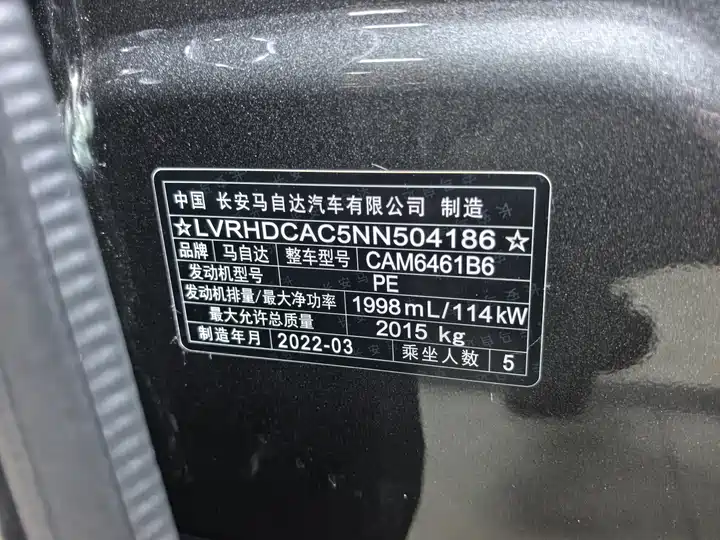 中国 长安马自达汽车有限公司 制造
☆LVRHDCAC5NN504186☆
品牌 马自达 整车型号 CAM6461B6
发动机型号 PE
发动机排量/最大净功率 1998mL/114kW
最大允许总质量 2015 kg
制造年月 2022-03 乘坐人数 5